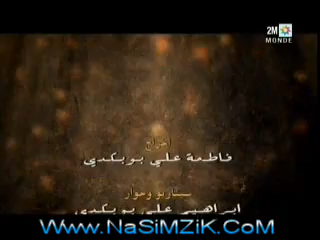 2M
MONDE
إخراج
فاطمة علي بوبكدي
سيناريو وحوار
ابراهيم علي بوبكدي
www.NaSiMZiK.CoM